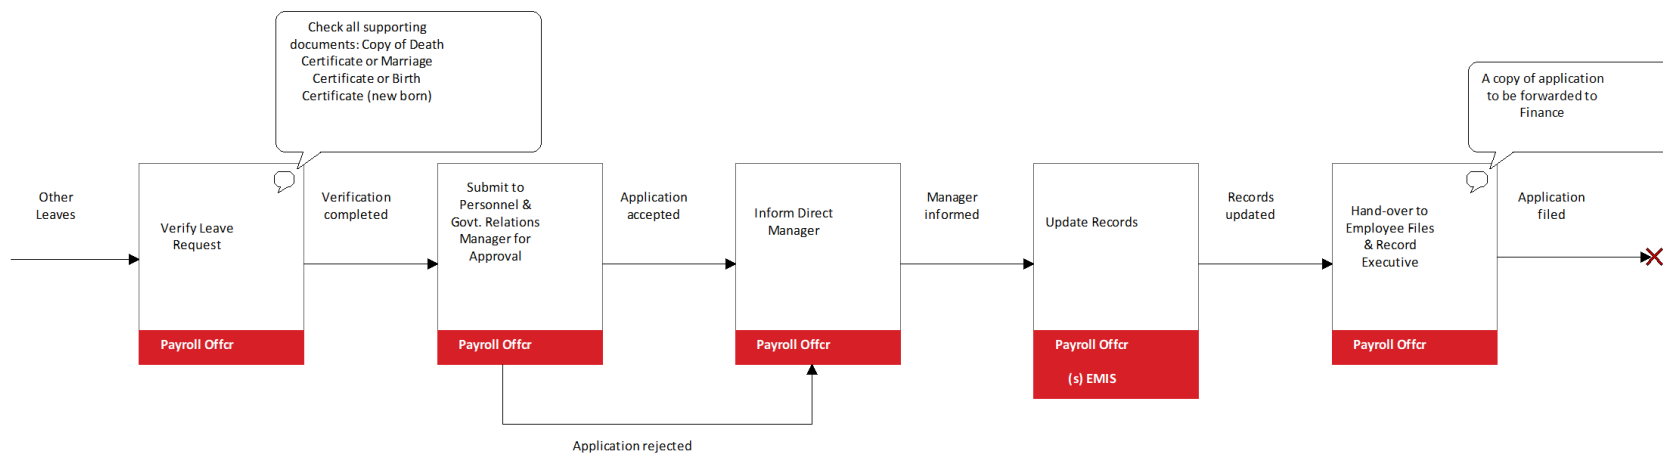 Check all supporting
documents: Copy of Death
Certificate or Marriage
Certificate or Birth
Certificate (new born)
A copy of application
to be forwarded to
Finance
Other
Leaves
Verify Leave
Request
Payroll Offcr
Verification
completed
Submit to
Personnel &
Govt. Relations
Manager for
Approval
Payroll Offcr
Application
accepted
Application rejected
Inform Direct
Manager
Payroll Offcr
Manager
informed
Update Records
Payroll Offcr
(s) EMIS
Records
updated
Hand-over to
Employee Files
& Record
Executive
Payroll Offcr
Application
filed